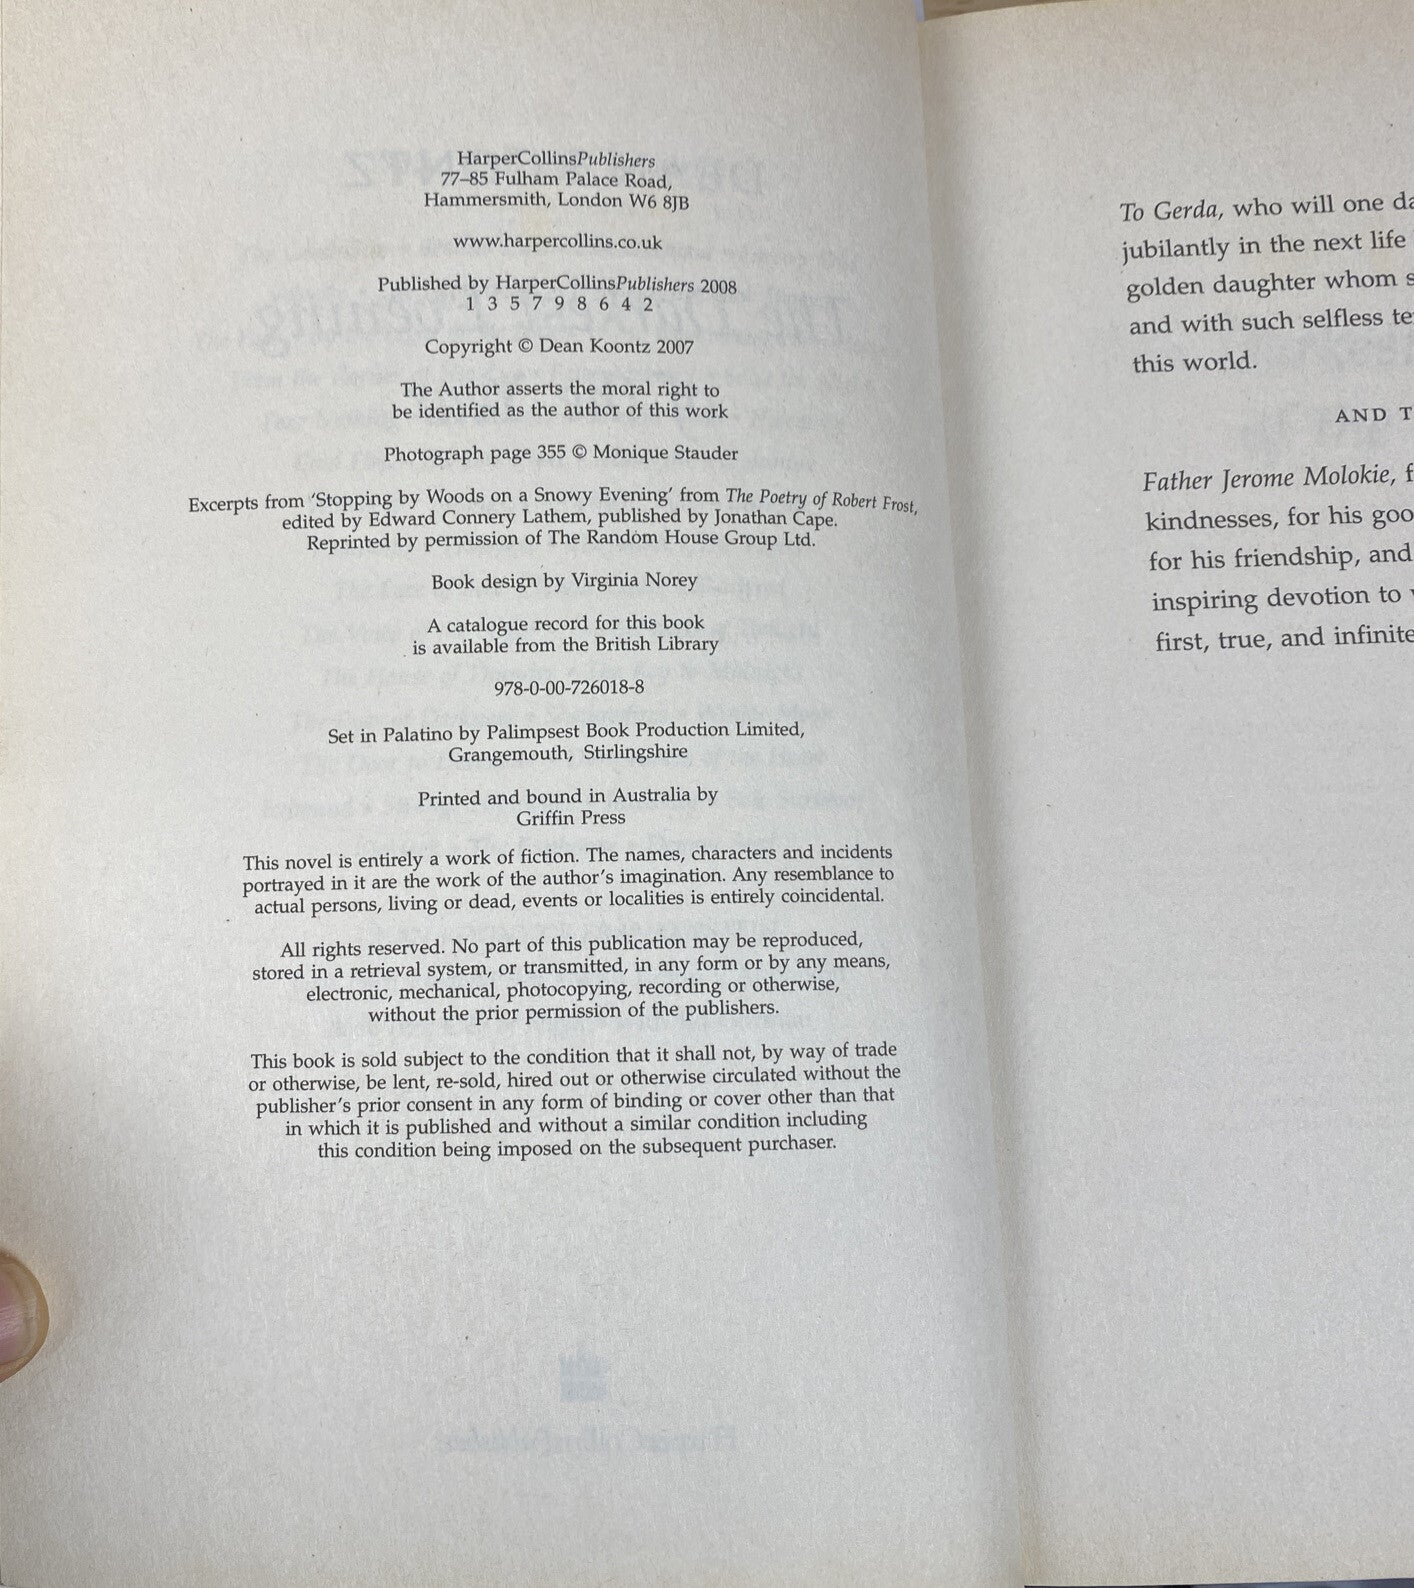 HarperCollinsPublishers
77–85 Fulham Palace Road,
Hammersmith, London W6 8JB
www.harpercollins.co.uk
Published by HarperCollinsPublishers 2008
1 3 5 7 9 8 6 4 2
Copyright © Dean Koontz 2007
The Author asserts the moral right to
be identified as the author of this work
Photograph page 355 © Monique Stauder
Excerpts from ‘Stopping by Woods on a Snowy Evening’ from The Poetry of Robert Frost,
edited by Edward Connery Lathem, published by Jonathan Cape.
Reprinted by permission of The Random House Group Ltd.
Book design by Virginia Norey
A catalogue record for this book
is available from the British Library
978-0-00-726018-8
Set in Palatino by Palimpsest Book Production Limited,
Grangemouth, Stirlingshire
Printed and bound in Australia by
Griffin Press
This novel is entirely a work of fiction. The names, characters and incidents
portrayed in it are the work of the author’s imagination. Any resemblance to
actual persons, living or dead, events or localities is entirely coincidental.
All rights reserved. No part of this publication may be reproduced,
stored in a retrieval system, or transmitted, in any form or by any means,
electronic, mechanical, photocopying, recording or otherwise,
without the prior permission of the publishers.
This book is sold subject to the condition that it shall not, by way of trade
or otherwise, be lent, re-sold, hired out or otherwise circulated without the
publisher’s prior consent in any form of binding or cover other than that
in which it is published and without a similar condition including
this condition being imposed on the subsequent purchaser.
To Gerda, who will one
jubilantly in the next life
golden daughter whom
and with such selfless
this world.
AND
Father Jerome Molokie,
kindnesses, for his
for his friendship, and
inspiring devotion to
first, true, and